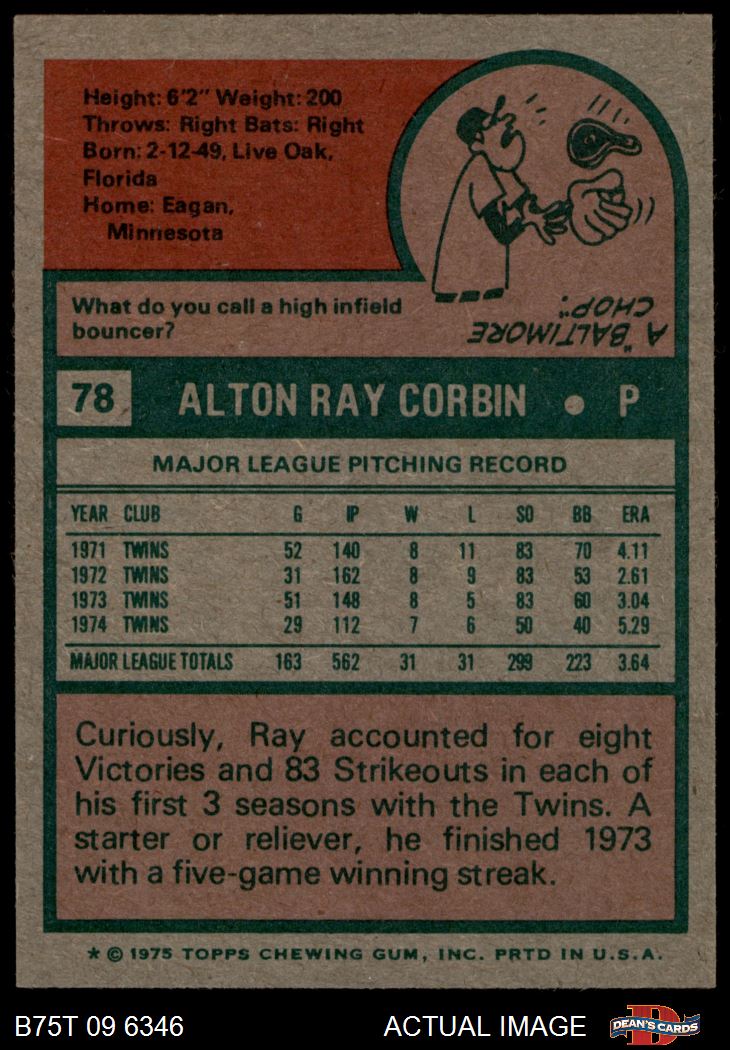 Height: 6'2" Weight: 200
Throws: Right Bats: Right
Born: 2-12-49, Live Oak,
Florida
Home: Eagan,
Minnesota
What do you call a high infield
bouncer?
A "BALTIMORE
CHOP."
78 ALTON RAY CORBIN • P
MAJOR LEAGUE PITCHING RECORD
YEAR CLUB G IP W L SO BB ERA
1971 TWINS 52 140 8 11 83 70 4.11
1972 TWINS 31 162 8 9 83 53 2.61
1973 TWINS 51 148 8 5 83 60 3.04
1974 TWINS 29 112 7 6 50 40 5.29
MAJOR LEAGUE TOTALS 163 562 31 31 299 223 3.64
Curiously, Ray accounted for eight
Victories and 83 Strikeouts in each of
his first 3 seasons with the Twins. A
starter or reliever, he finished 1973
with a five-game winning streak.
* © 1975 TOPPS CHEWING GUM, INC. PRTD IN U.S.A.
B75T 09 6346 ACTUAL IMAGE D DEAN'S CARDS